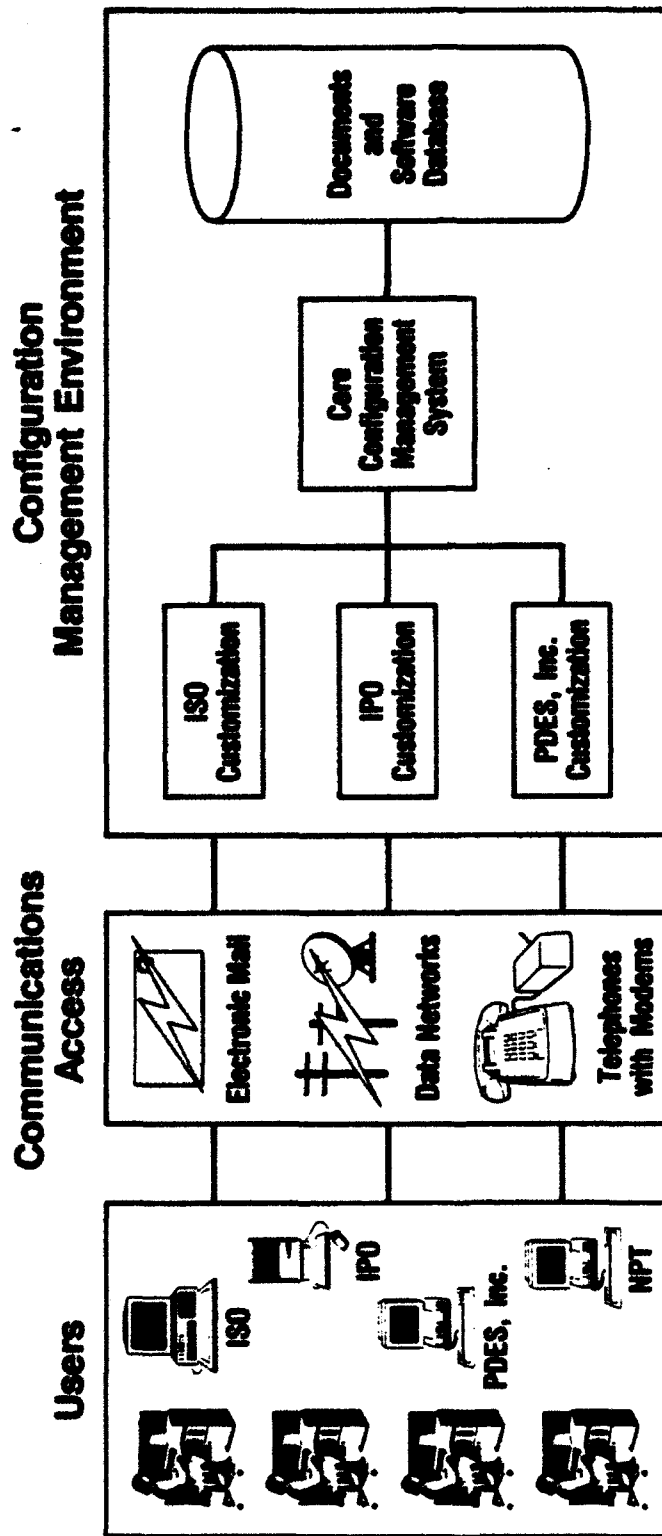 Users
ISO
IPO
PDES, Inc.
NPT
Communications
Access
Electronic Mail
Data Networks
Telephones
with Modems
Configuration
Management Environment
ISO
Customization
IPO
Customization
PDES, Inc.
Customization
Core
Configuration
Management
System
Documents
and
Software
Database